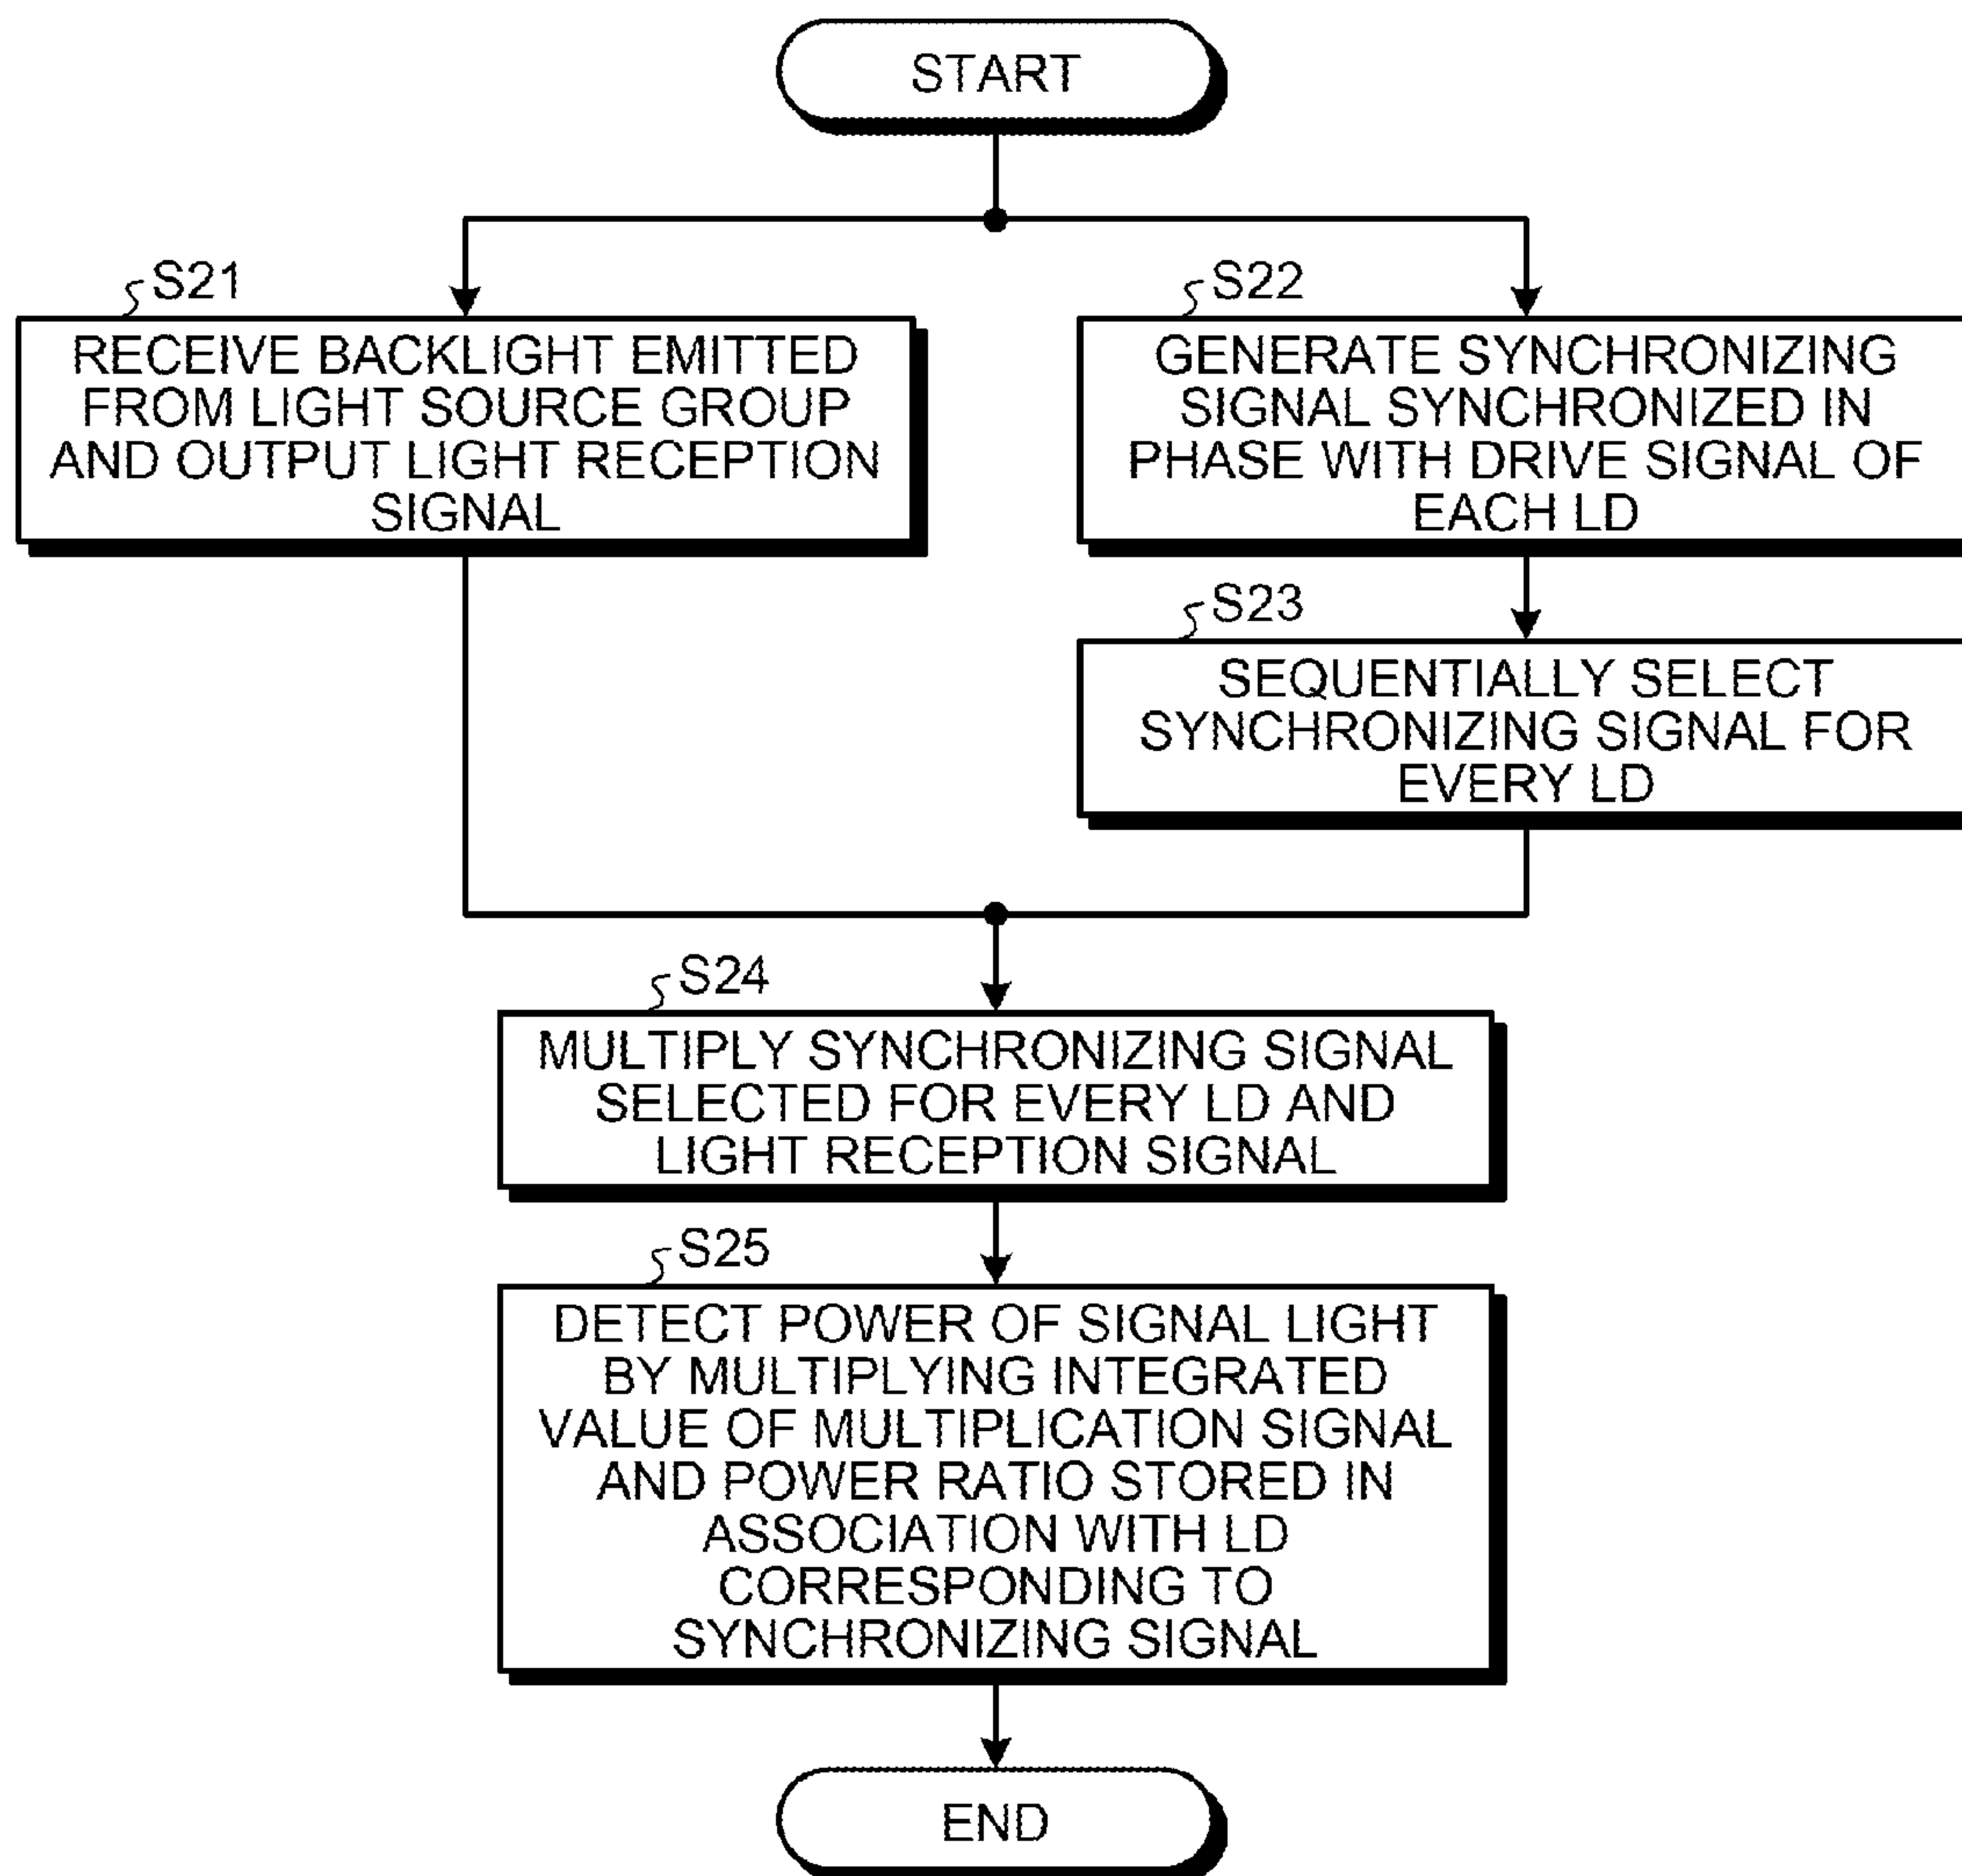 START
S21
RECEIVE BACKLIGHT EMITTED
FROM LIGHT SOURCE GROUP
AND OUTPUT LIGHT RECEPTION
SIGNAL
S22
GENERATE SYNCHRONIZING
SIGNAL SYNCHRONIZED IN
PHASE WITH DRIVE SIGNAL OF
EACH LD
S23
SEQUENTIALLY SELECT
SYNCHRONIZING SIGNAL FOR
EVERY LD
S24
MULTIPLY SYNCHRONIZING SIGNAL
SELECTED FOR EVERY LD AND
LIGHT RECEPTION SIGNAL
S25
DETECT POWER OF SIGNAL LIGHT
BY MULTIPLYING INTEGRATED
VALUE OF MULTIPLICATION SIGNAL
AND POWER RATIO STORED IN
ASSOCIATION WITH LD
CORRESPONDING TO
SYNCHRONIZING SIGNAL
END